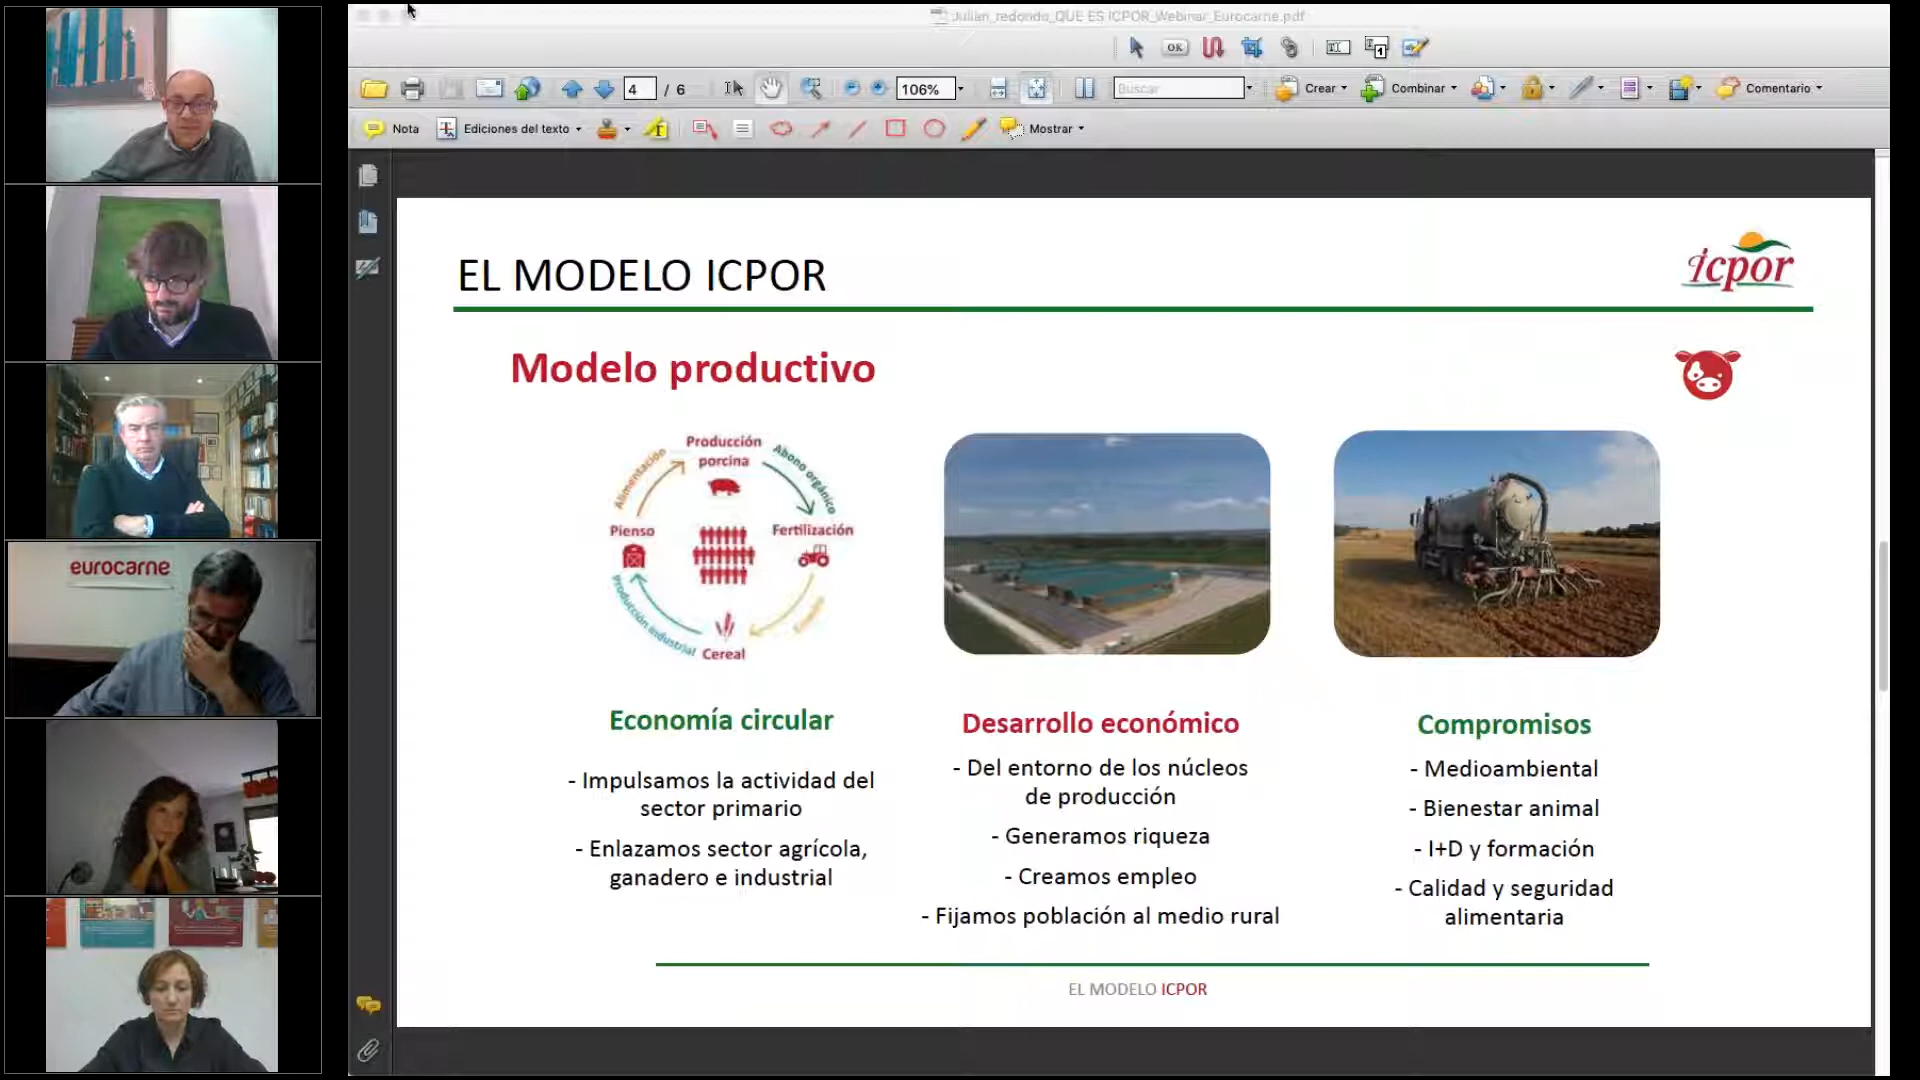 Julian_redondo_QUE ES ICPOR_Webinar_Eurocarne.pdf
OK
4 / 6
106%
Buscar
Crear
Combinar
Comentario
Nota
Ediciones del texto
Mostrar
eurocarne
EL MODELO ICPOR
icpor
Modelo productivo
Producción
porcina
Alimentación
Abono orgánico
Pienso
Fertilización
Producción industrial
Cereal
Economía circular
- Impulsamos la actividad del
sector primario
- Enlazamos sector agrícola,
ganadero e industrial
Desarrollo económico
- Del entorno de los núcleos
de producción
- Generamos riqueza
- Creamos empleo
- Fijamos población al medio rural
Compromisos
- Medioambiental
- Bienestar animal
- I+D y formación
- Calidad y seguridad
alimentaria
EL MODELO ICPOR